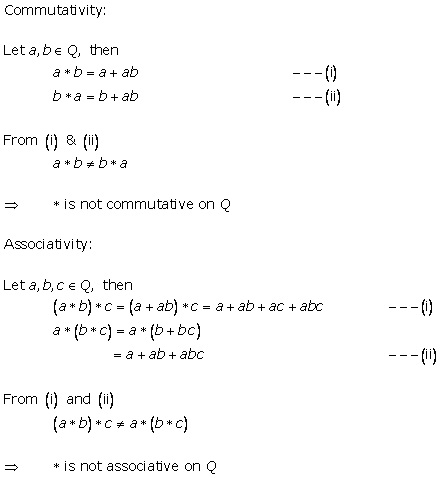 Commutativity:
Let a, b ∈ Q, then
a * b = a + ab ---(i)
b * a = b + ab ---(ii)
From (i) & (ii)
a * b ≠ b * a
⇒ * is not commutative on Q
Associativity:
Let a, b, c ∈ Q, then
(a * b) * c = (a + ab) * c = a + ab + ac + abc ---(i)
a * (b * c) = a * (b + bc)
= a + ab + abc ---(ii)
From (i) and (ii)
(a * b) * c ≠ a * (b * c)
⇒ * is not associative on Q